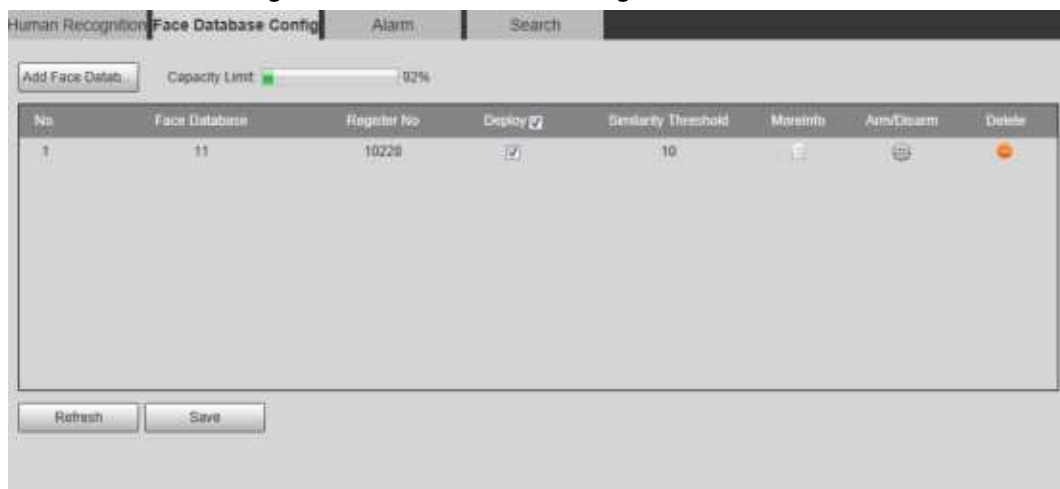 Human Recognition Face Database Config Alarm Search
Add Face Datab... Capacity Limit 92%
No. Face Database Register No Deploy Similarity Threshold MoreInfo Arm/Disarm Delete
1 11 10228 10
Refresh Save